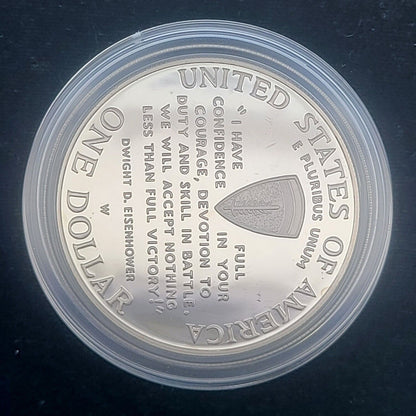 UNITED STATES OF AMERICA
E PLURIBUS UNUM
"I HAVE FULL
CONFIDENCE IN YOUR
COURAGE, DEVOTION TO
DUTY AND SKILL IN BATTLE.
WE WILL ACCEPT NOTHING
LESS THAN FULL VICTORY!"
DWIGHT D. EISENHOWER
W
ONE DOLLAR